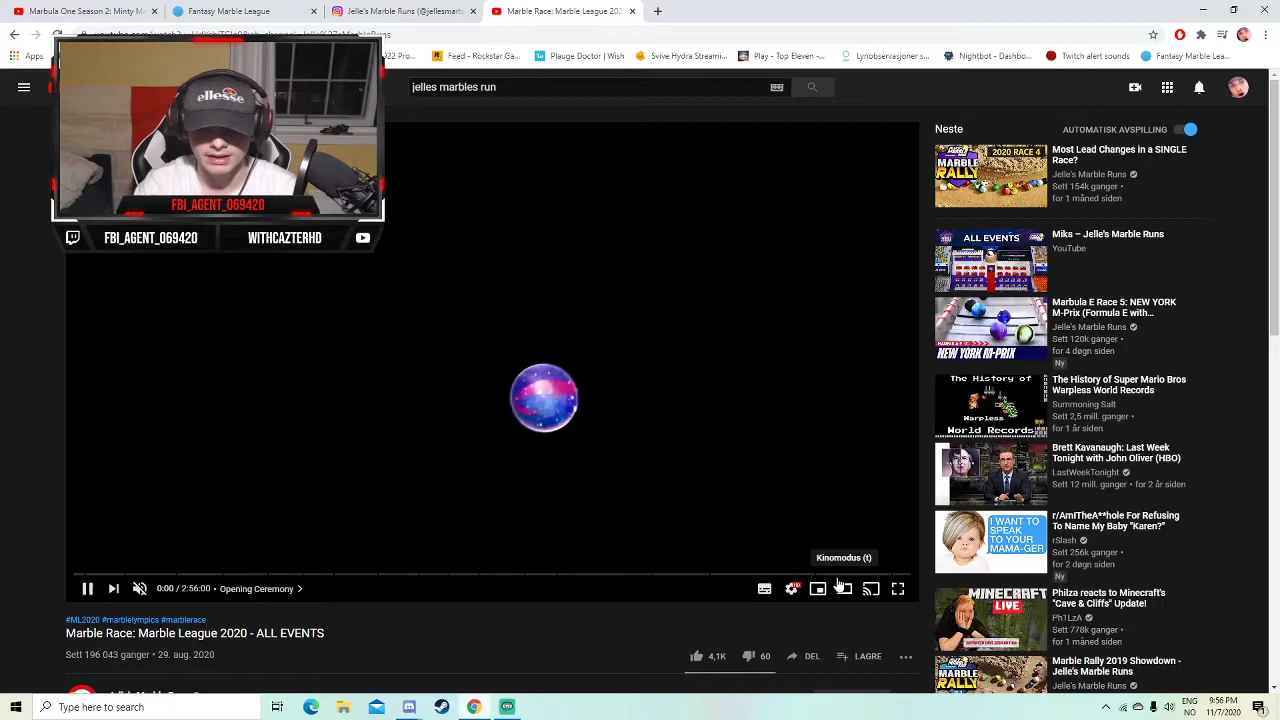 Marbula One Season 2: M
Fantasy Marble League
Jelle's Marble Runs (@jellesmar
Marble Race: Marble League 202
Apps
2022 Pro
Feed - Rockstar Gam...
Plauge Doctor | Wiki...
Survive Hydra Stream...
Play - Top Eleven -...
Lynobservasjoner s...
Nightbot - Dashboard
Twitch alert sounds
Fantasy Marble Lea...
jelles marbles run
ellesse
FBI_AGENT_069420
FBI_AGENT_069420
WITHCAZTERHD
Neste
AUTOMATISK AVSPILLING
2020 RACE 4
MARBLE
RALLY
Most Lead Changes in a SINGLE
Race?
Jelle's Marble Runs
Sett 154k ganger •
for 1 måned siden
ALL EVENTS
Miks – Jelle's Marble Runs
YouTube
NEW YORK M-PRIX
Marbula E Race 5: NEW YORK
M-Prix (Formula E with...
Jelle's Marble Runs
Sett 120k ganger •
for 4 døgn siden
Ny
The History of
Warpless
World Records
The History of Super Mario Bros
Warpless World Records
Summoning Salt
Sett 2,5 mill. ganger •
for 1 år siden
Brett Kavanaugh: Last Week
Tonight with John Oliver (HBO)
LastWeekTonight
Sett 12 mill. ganger • for 2 år siden
I WANT TO
SPEAK
TO YOUR
MAMA-GER
r/AmITheA**hole For Refusing
To Name My Baby "Karen?"
rSlash
Sett 256k ganger •
for 2 døgn siden
Ny
MINECRAFT
LIVE
Philza reacts to Minecraft's
"Cave & Cliffs" Update!
Ph1LzA
Sett 778k ganger •
for 1 måned siden
MARBLE
RALLY
Marble Rally 2019 Showdown -
Jelle's Marble Runs
Jelle's Marble Runs
Kinomodus (t)
0:00 / 2:56:00 • Opening Ceremony
HD
#ML2020 #marblelympics #marblerace
Marble Race: Marble League 2020 - ALL EVENTS
Sett 196 043 ganger • 29. aug. 2020
4,1K
60
DEL
LAGRE
Type here to search
ENG
NO
9:56 PM
11/7/2020